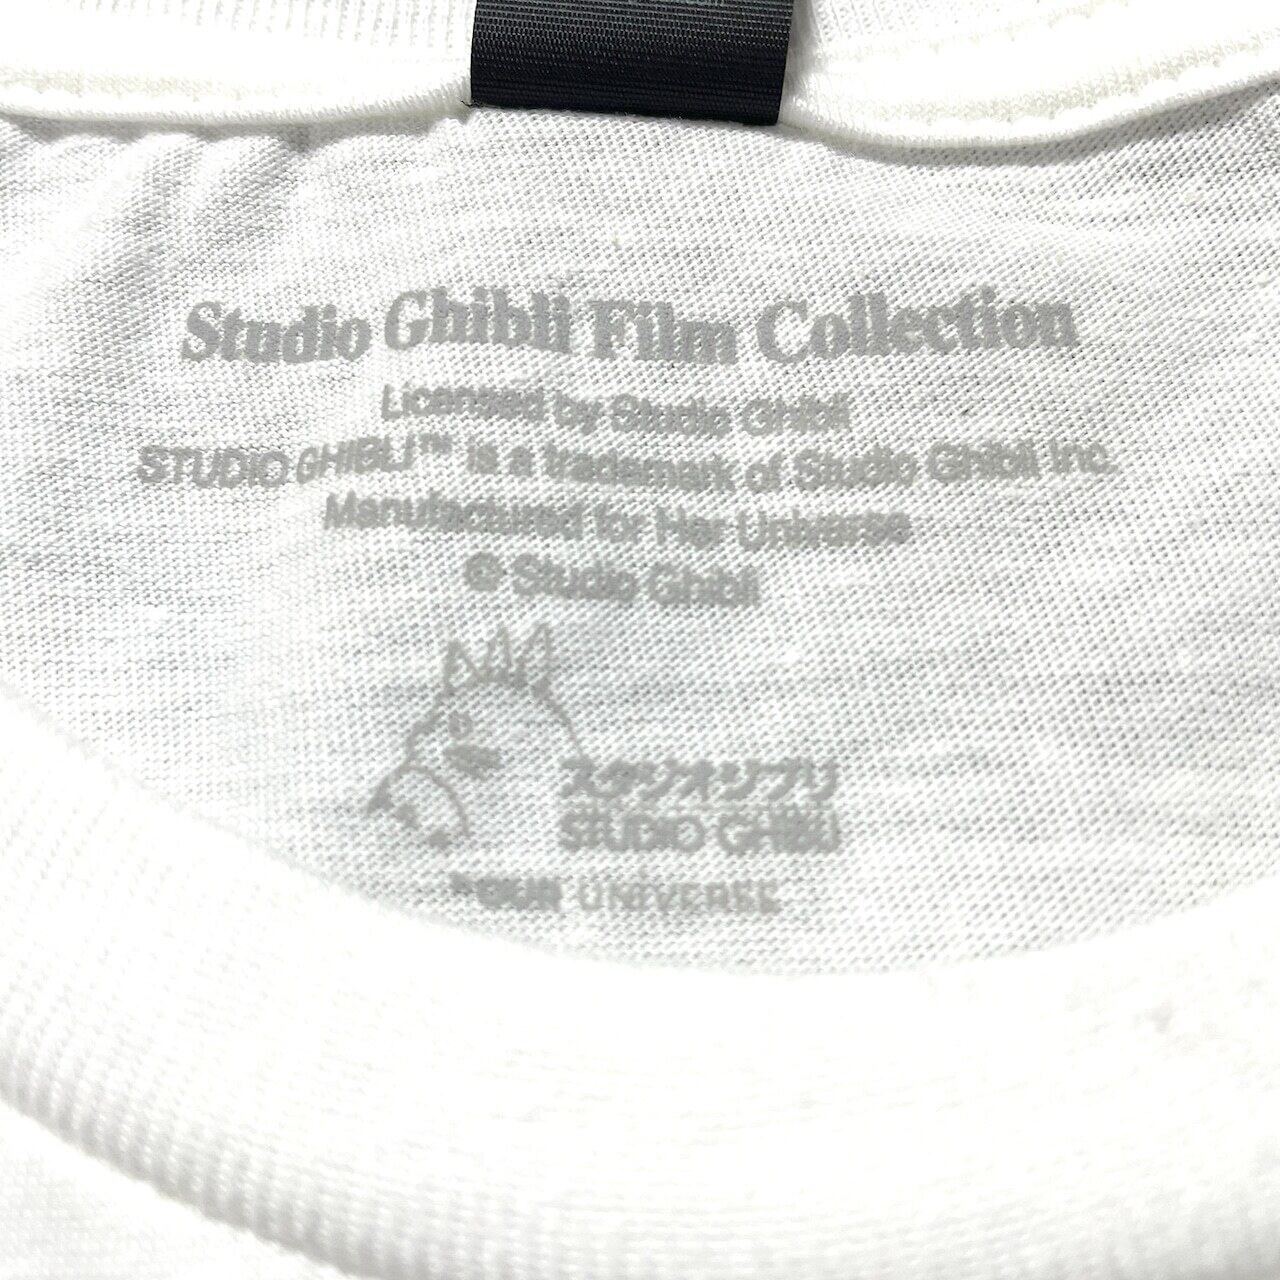 Studio Ghibli Film Collection
Licensed by Studio Ghibli
STUDIO GHIBLI™ is a trademark of Studio Ghibli Inc.
Manufactured for Her Universe
© Studio Ghibli
スタジオジブリ
STUDIO GHIBLI
UNIVERSE